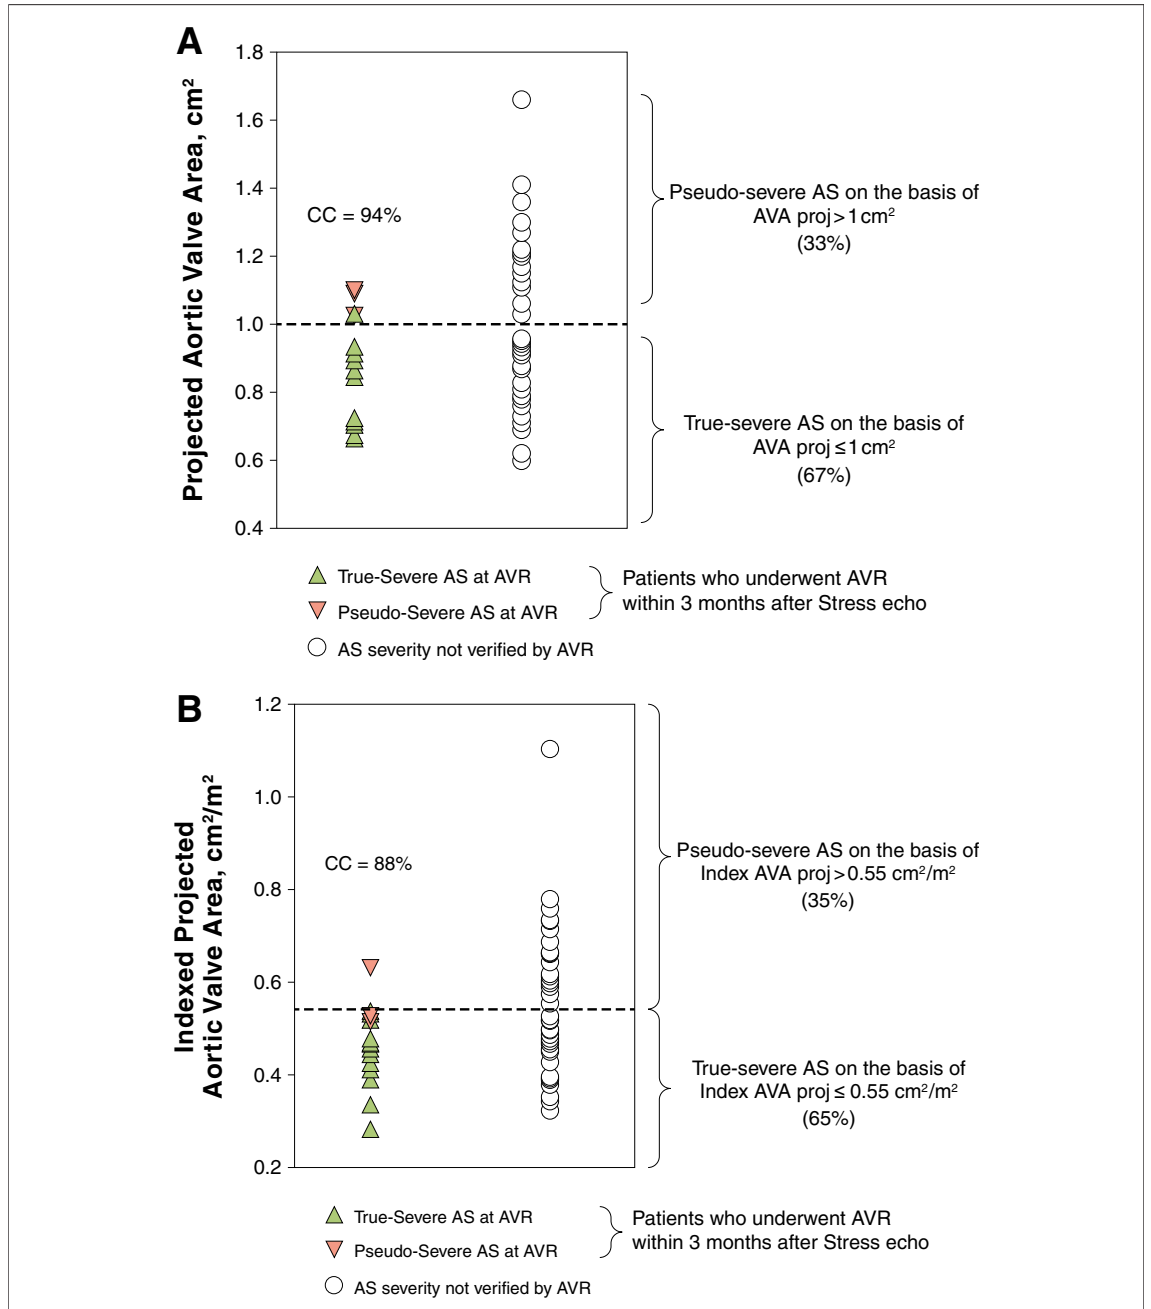 A
Projected Aortic Valve Area, cm²
1.8
1.6
1.4
1.2
1.0
0.8
0.6
0.4
CC = 94%
Pseudo-severe AS on the basis of
AVA proj > 1 cm²
(33%)
True-severe AS on the basis of
AVA proj ≤ 1 cm²
(67%)
True-Severe AS at AVR
Pseudo-Severe AS at AVR
AS severity not verified by AVR
Patients who underwent AVR
within 3 months after Stress echo
B
Indexed Projected
Aortic Valve Area, cm²/m²
1.2
1.0
0.8
0.6
0.4
0.2
CC = 88%
Pseudo-severe AS on the basis of
Index AVA proj > 0.55 cm²/m²
(35%)
True-severe AS on the basis of
Index AVA proj ≤ 0.55 cm²/m²
(65%)
True-Severe AS at AVR
Pseudo-Severe AS at AVR
AS severity not verified by AVR
Patients who underwent AVR
within 3 months after Stress echo